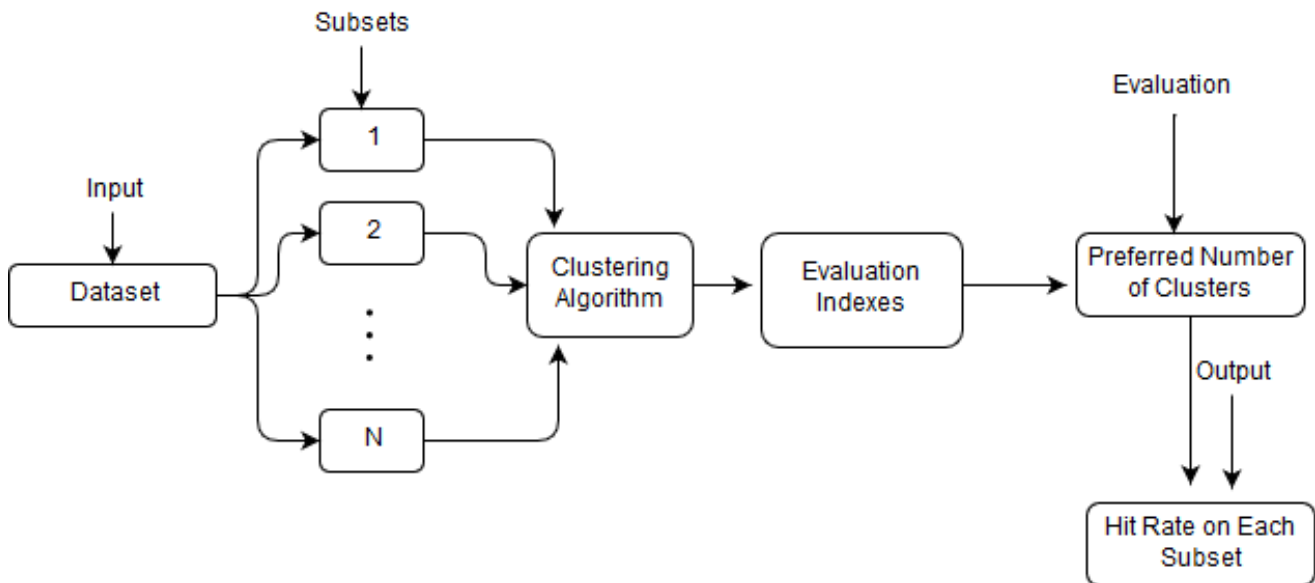 Subsets
1
Evaluation
Input
2
Dataset
Clustering
Algorithm
Evaluation
Indexes
Preferred Number
of Clusters
Output
N
Hit Rate on Each
Subset